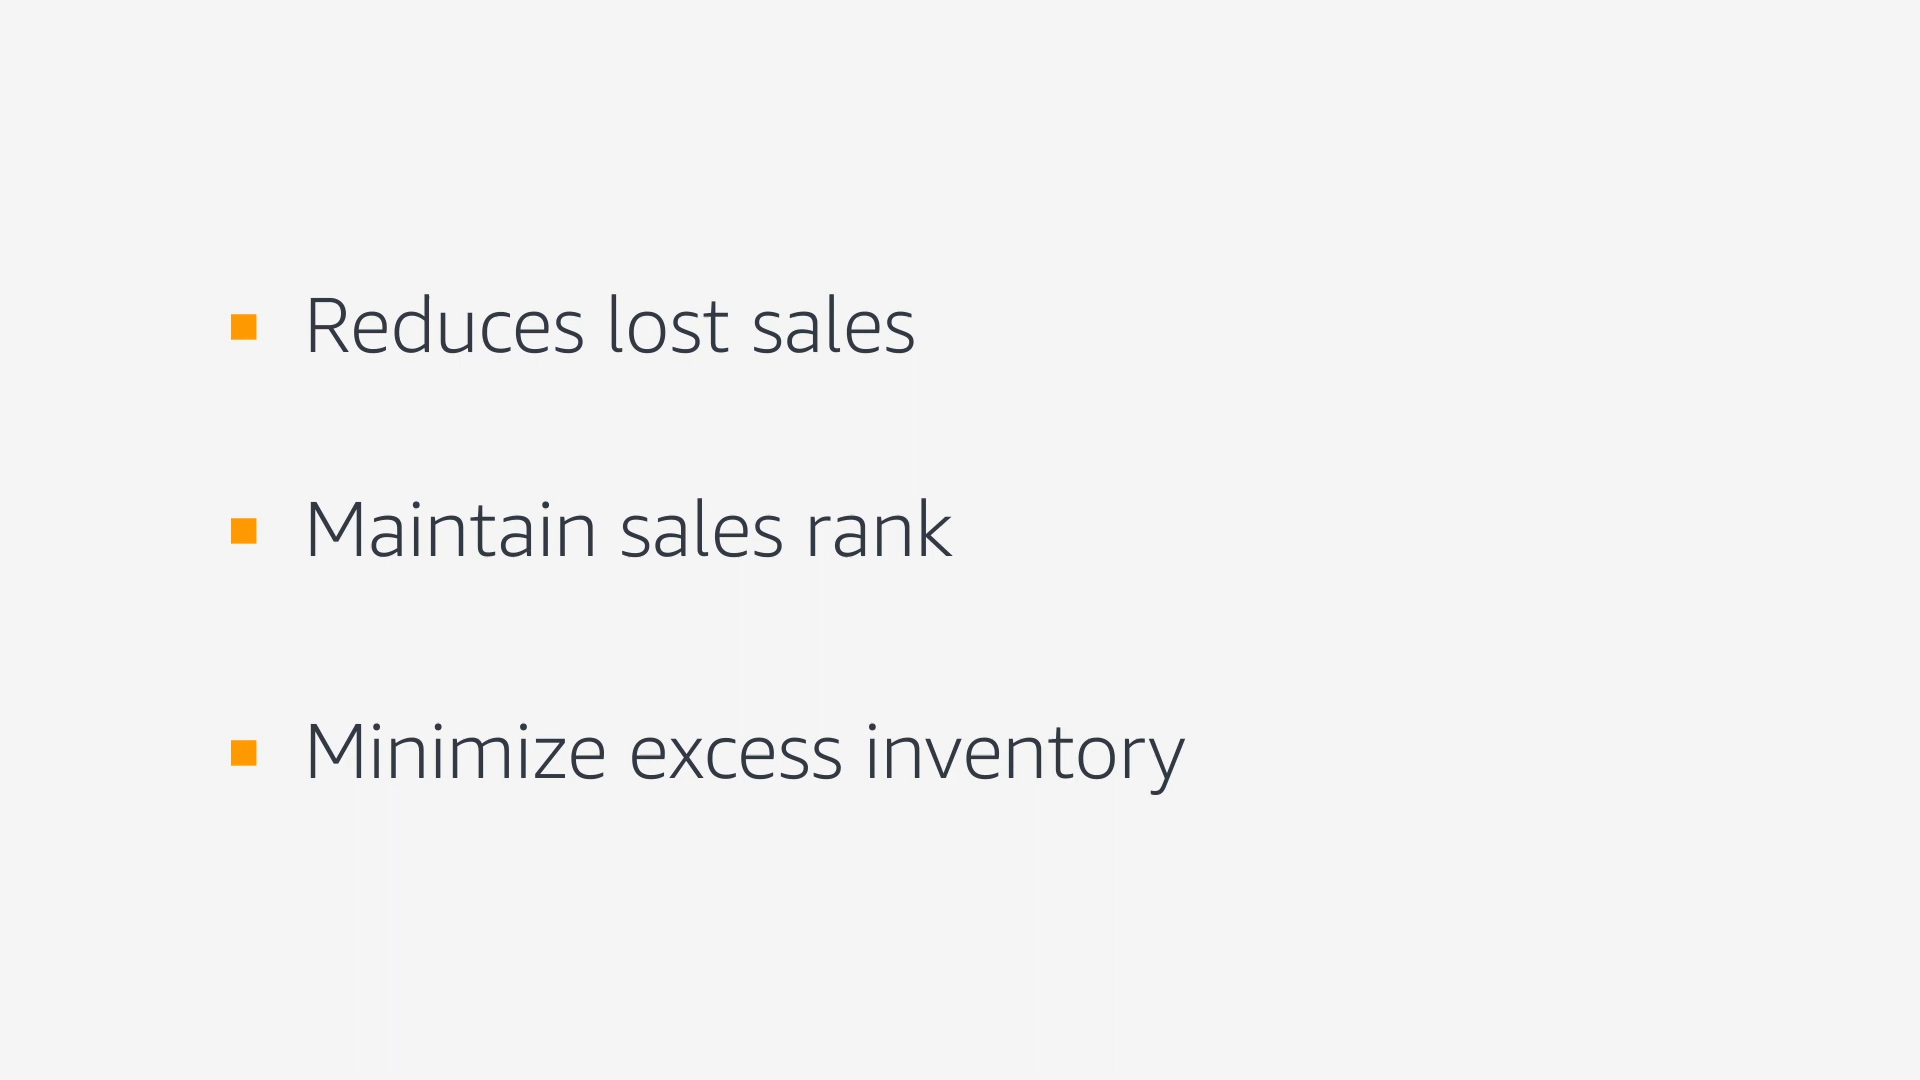 Reduces lost sales
Maintain sales rank
Minimize excess inventory